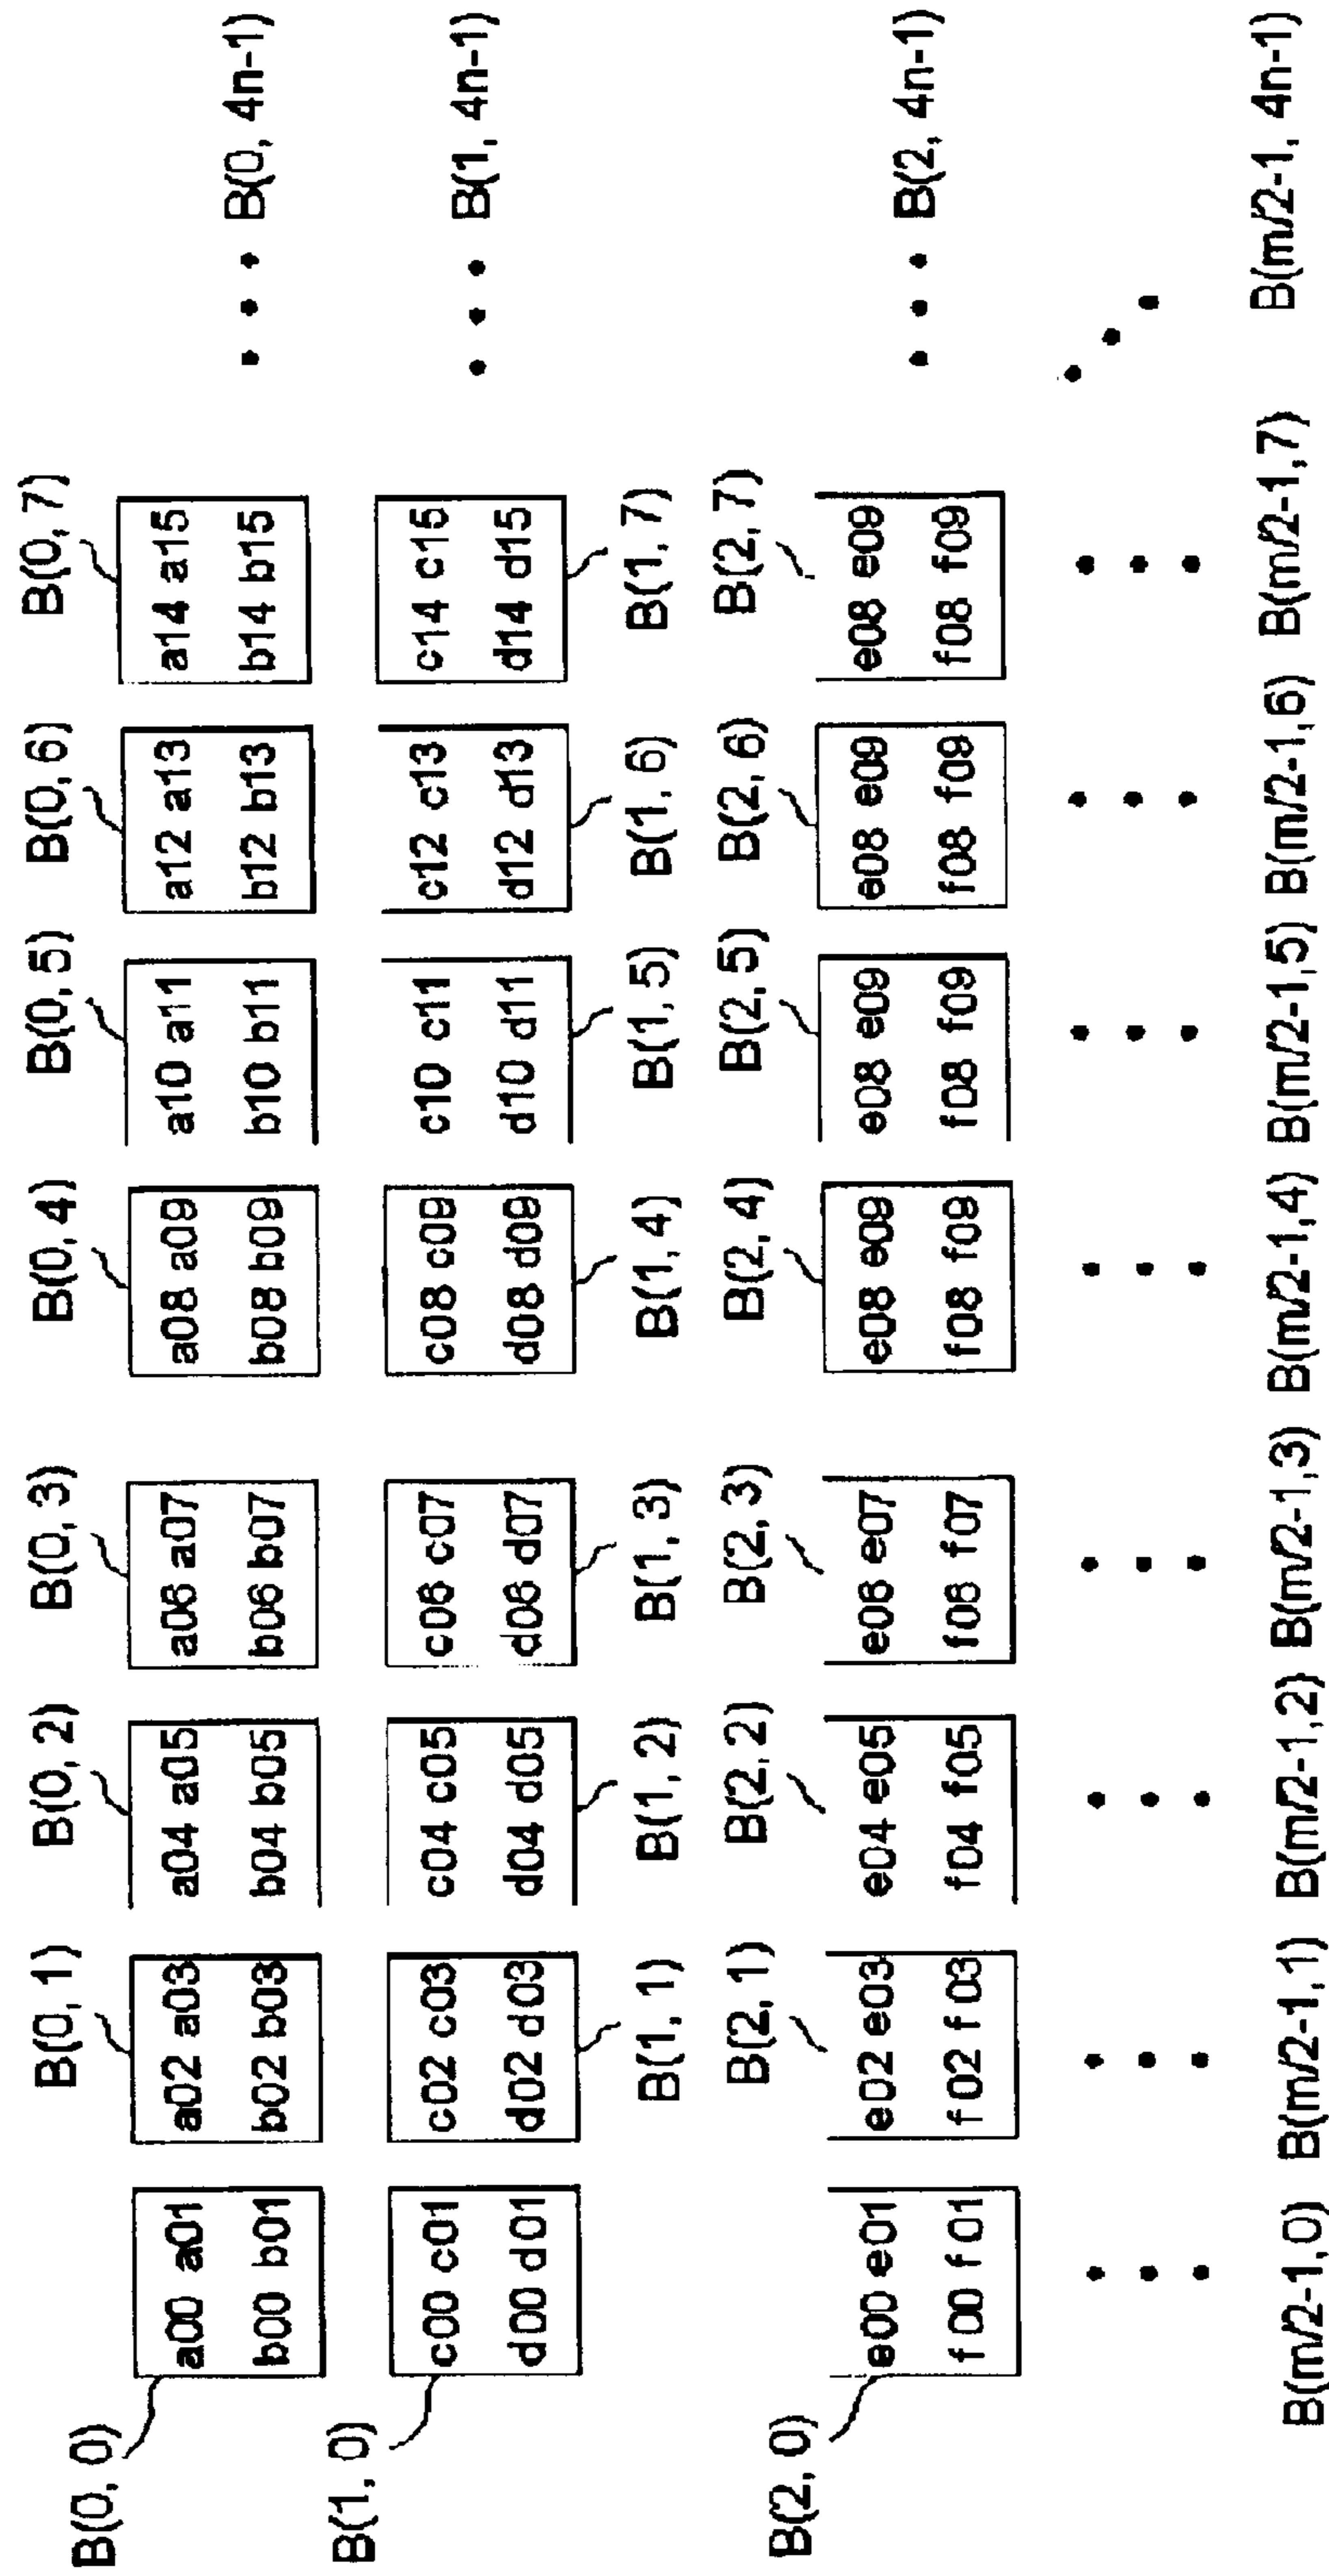 B(0, 0) B(0, 1) B(0, 2) B(0, 3) B(0, 4) B(0, 5) B(0, 6) B(0, 7)
a00 a01 a02 a03 a04 a05 a06 a07 a08 a09 a10 a11 a12 a13 a14 a15
b00 b01 b02 b03 b04 b05 b06 b07 b08 b09 b10 b11 b12 b13 b14 b15
• • • B(0, 4n-1)
B(1, 0)
c00 c01 c02 c03 c04 c05 c06 c07 c08 c09 c10 c11 c12 c13 c14 c15
d00 d01 d02 d03 d04 d05 d06 d07 d08 d09 d10 d11 d12 d13 d14 d15
• • • B(1, 4n-1)
B(1, 1) B(1, 2) B(1, 3) B(1, 4) B(1, 5) B(1, 6) B(1, 7)
B(2, 0) B(2, 1) B(2, 2) B(2, 3) B(2, 4) B(2, 5) B(2, 6) B(2, 7)
e00 e01 e02 e03 e04 e05 e06 e07 e08 e09 e08 e09 e08 e09 e08 e09
f00 f01 f02 f03 f04 f05 f06 f07 f08 f09 f08 f09 f08 f09 f08 f09
• • • B(2, 4n-1)
B(m/2-1,0) B(m/2-1,1) B(m/2-1,2) B(m/2-1,3) B(m/2-1,4) B(m/2-1,5) B(m/2-1,6) B(m/2-1,7) B(m/2-1, 4n-1)